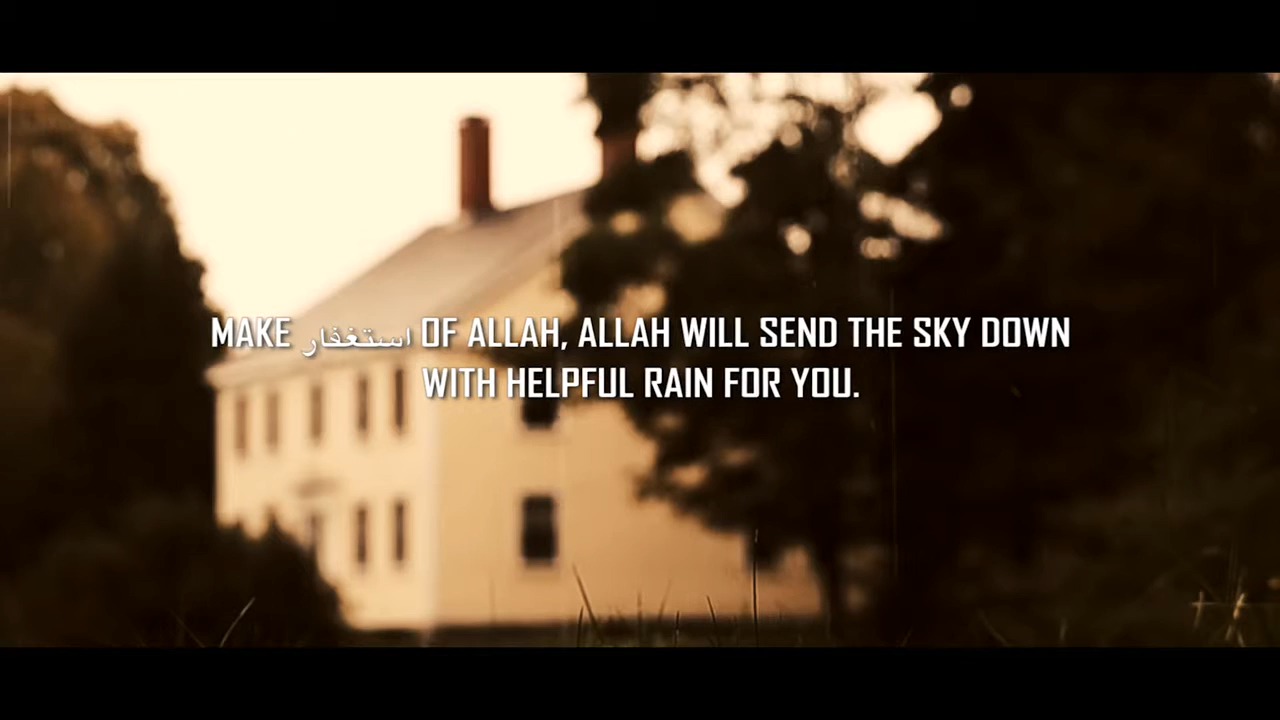 MAKE استغفار OF ALLAH, ALLAH WILL SEND THE SKY DOWN
WITH HELPFUL RAIN FOR YOU.